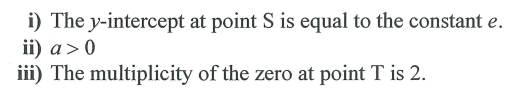 i) The y-intercept at point S is equal to the constant e.
ii) a > 0
iii) The multiplicity of the zero at point T is 2.